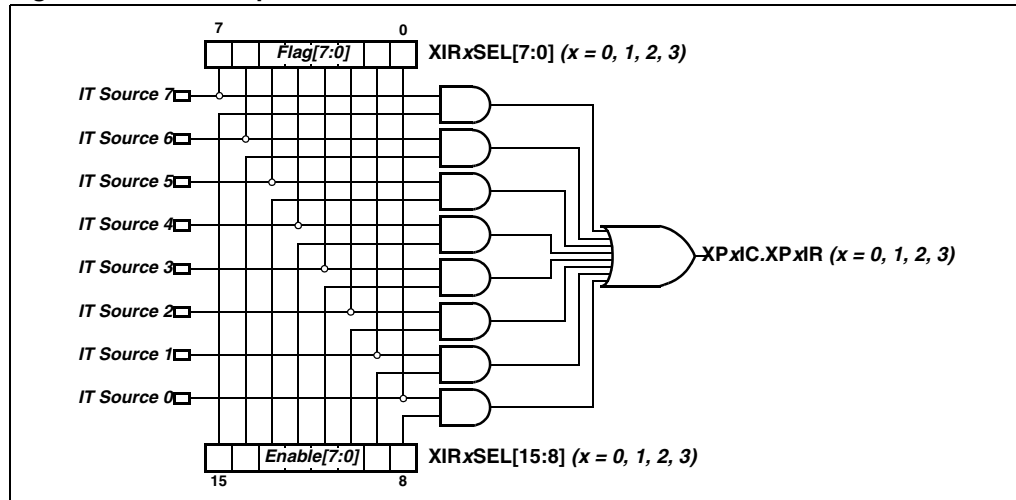 7 0
Flag[7:0] XIRxSEL[7:0] (x = 0, 1, 2, 3)
IT Source 7
IT Source 6
IT Source 5
IT Source 4
IT Source 3
IT Source 2
IT Source 1
IT Source 0
XPxIC.XPxIR (x = 0, 1, 2, 3)
Enable[7:0] XIRxSEL[15:8] (x = 0, 1, 2, 3)
15 8